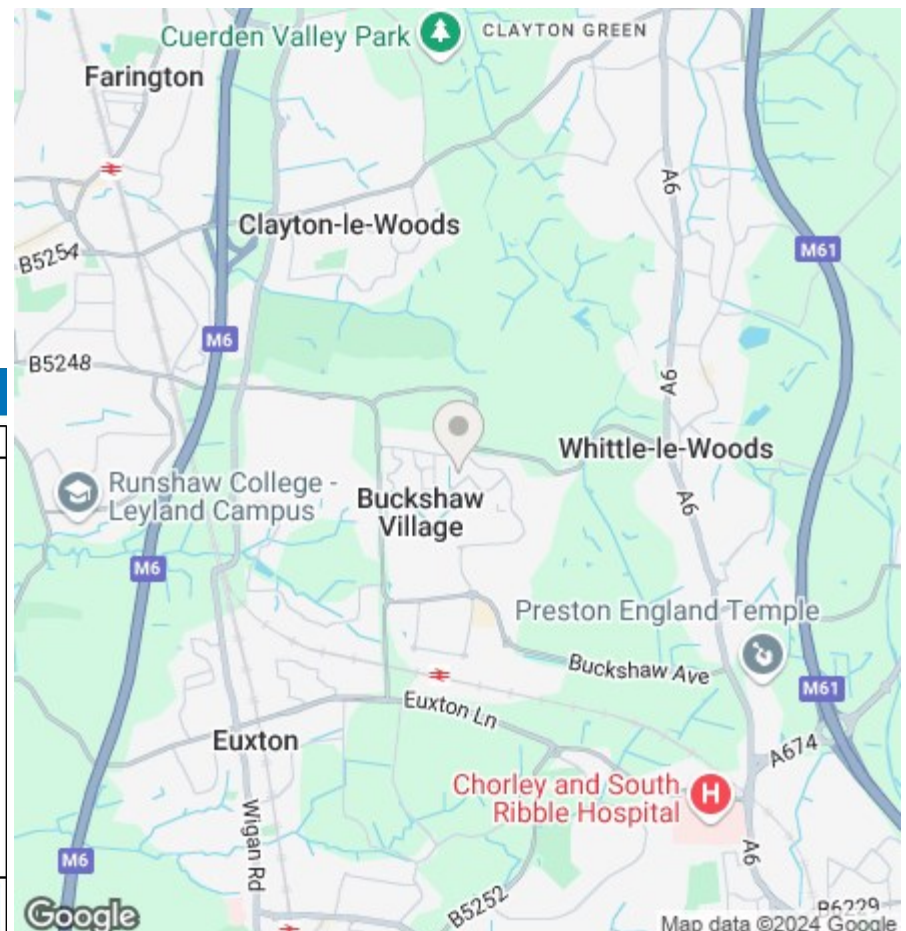 Cuerden Valley Park
CLAYTON GREEN
Farington
A6
Clayton-le-Woods
M61
B5254
M6
B5248
A6
Whittle-le-Woods
Runshaw College -
Leyland Campus
Buckshaw
Village
A6
M6
Preston England Temple
Buckshaw Ave
M61
Euxton Ln
Euxton
A674
Chorley and South
Ribble Hospital
H
Wigan Rd
M6
A6
B5252
B6229
Google
Map data ©2024 Google